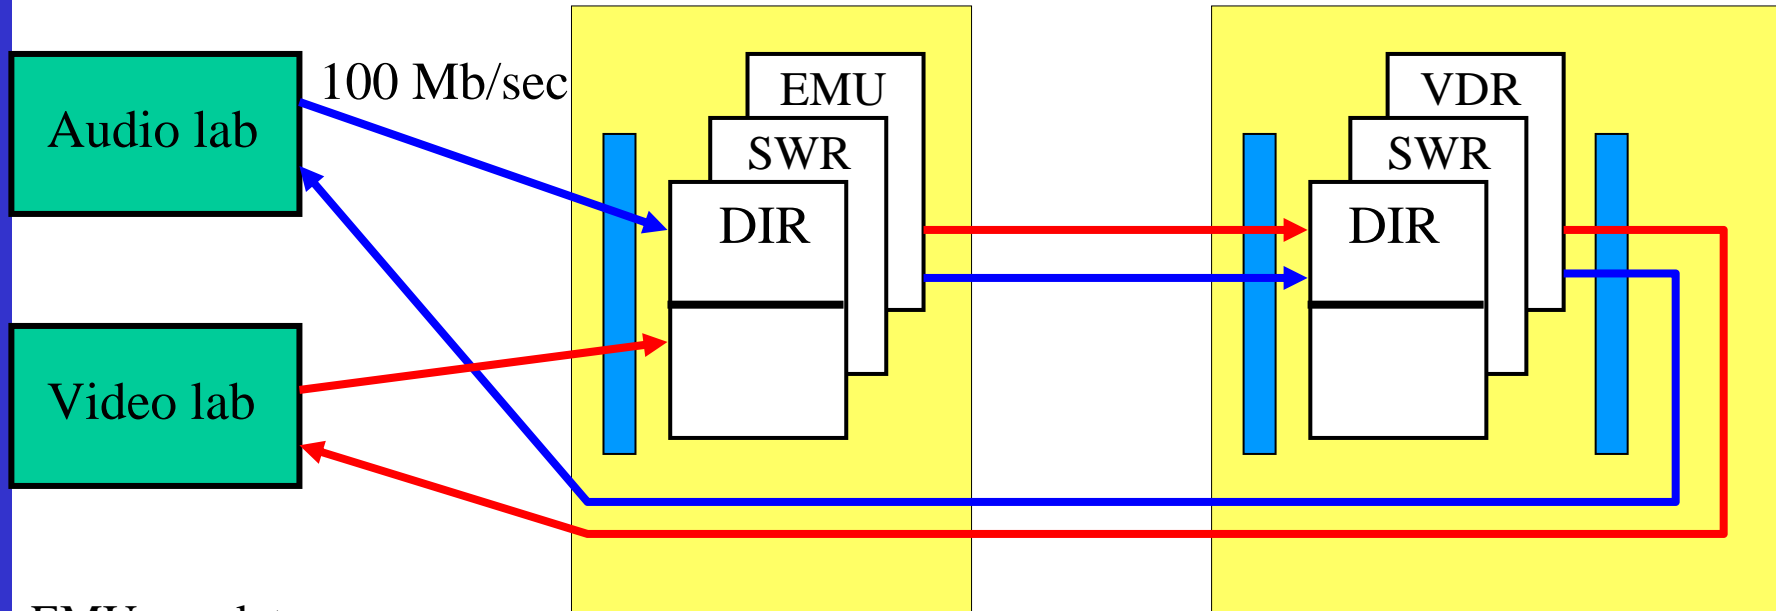 100 Mb/sec
Audio lab
Video lab
EMU
SWR
DIR
VDR
SWR
DIR